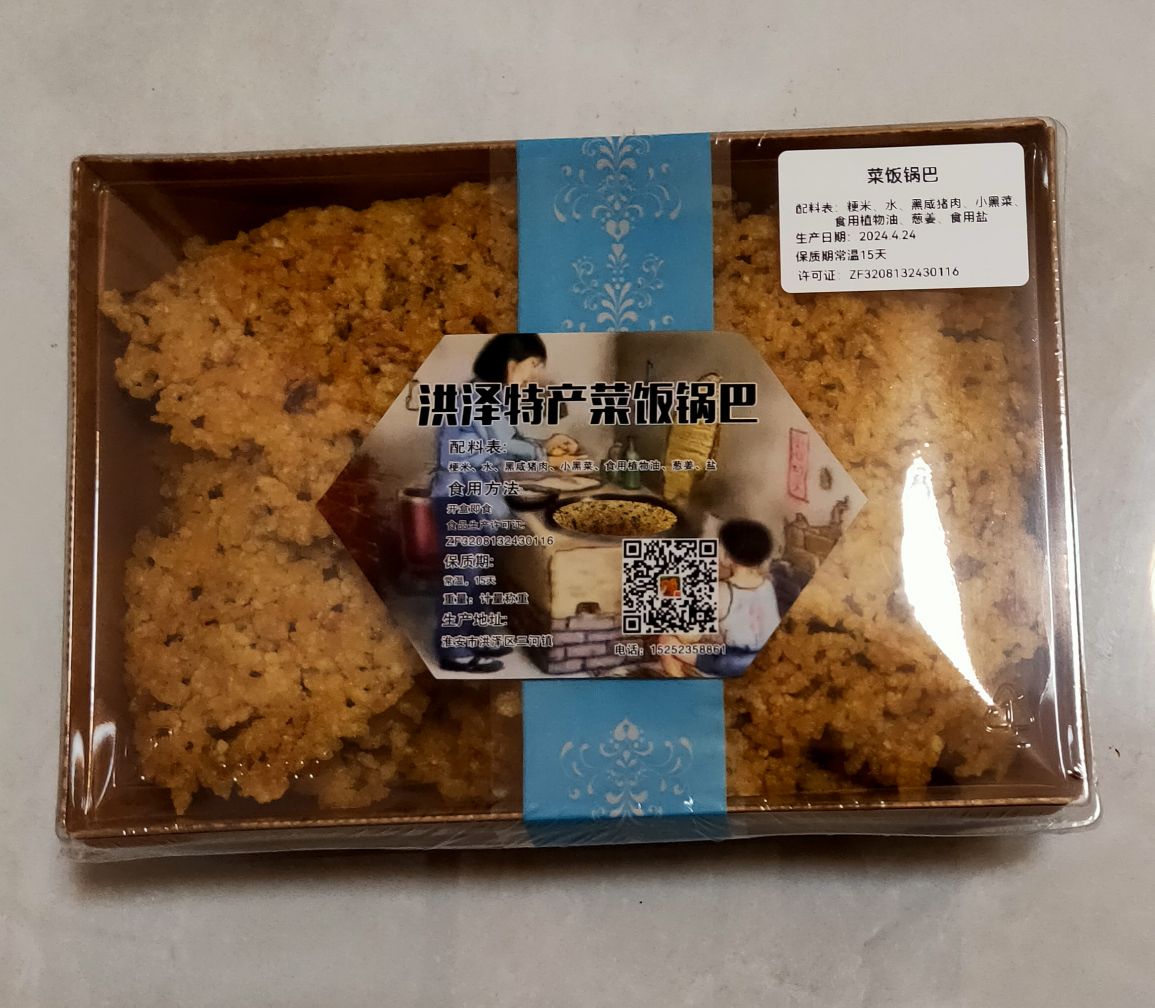 菜饭锅巴
配料表：粳米、水、黑咸猪肉、小黑菜、
食用植物油、葱姜、食用盐
生产日期：2024.4.24
保质期常温15天
许可证：ZF3208132430116
洪泽特产菜饭锅巴
配料表:
粳米、水、黑咸猪肉、小黑菜、食用植物油、葱姜、盐
食用方法:
开盒即食
食品生产许可证:
ZF3208132430116
保质期:
常温，15天
重量：计量称重
生产地址:
淮安市洪泽区三河镇
电话：15252358861